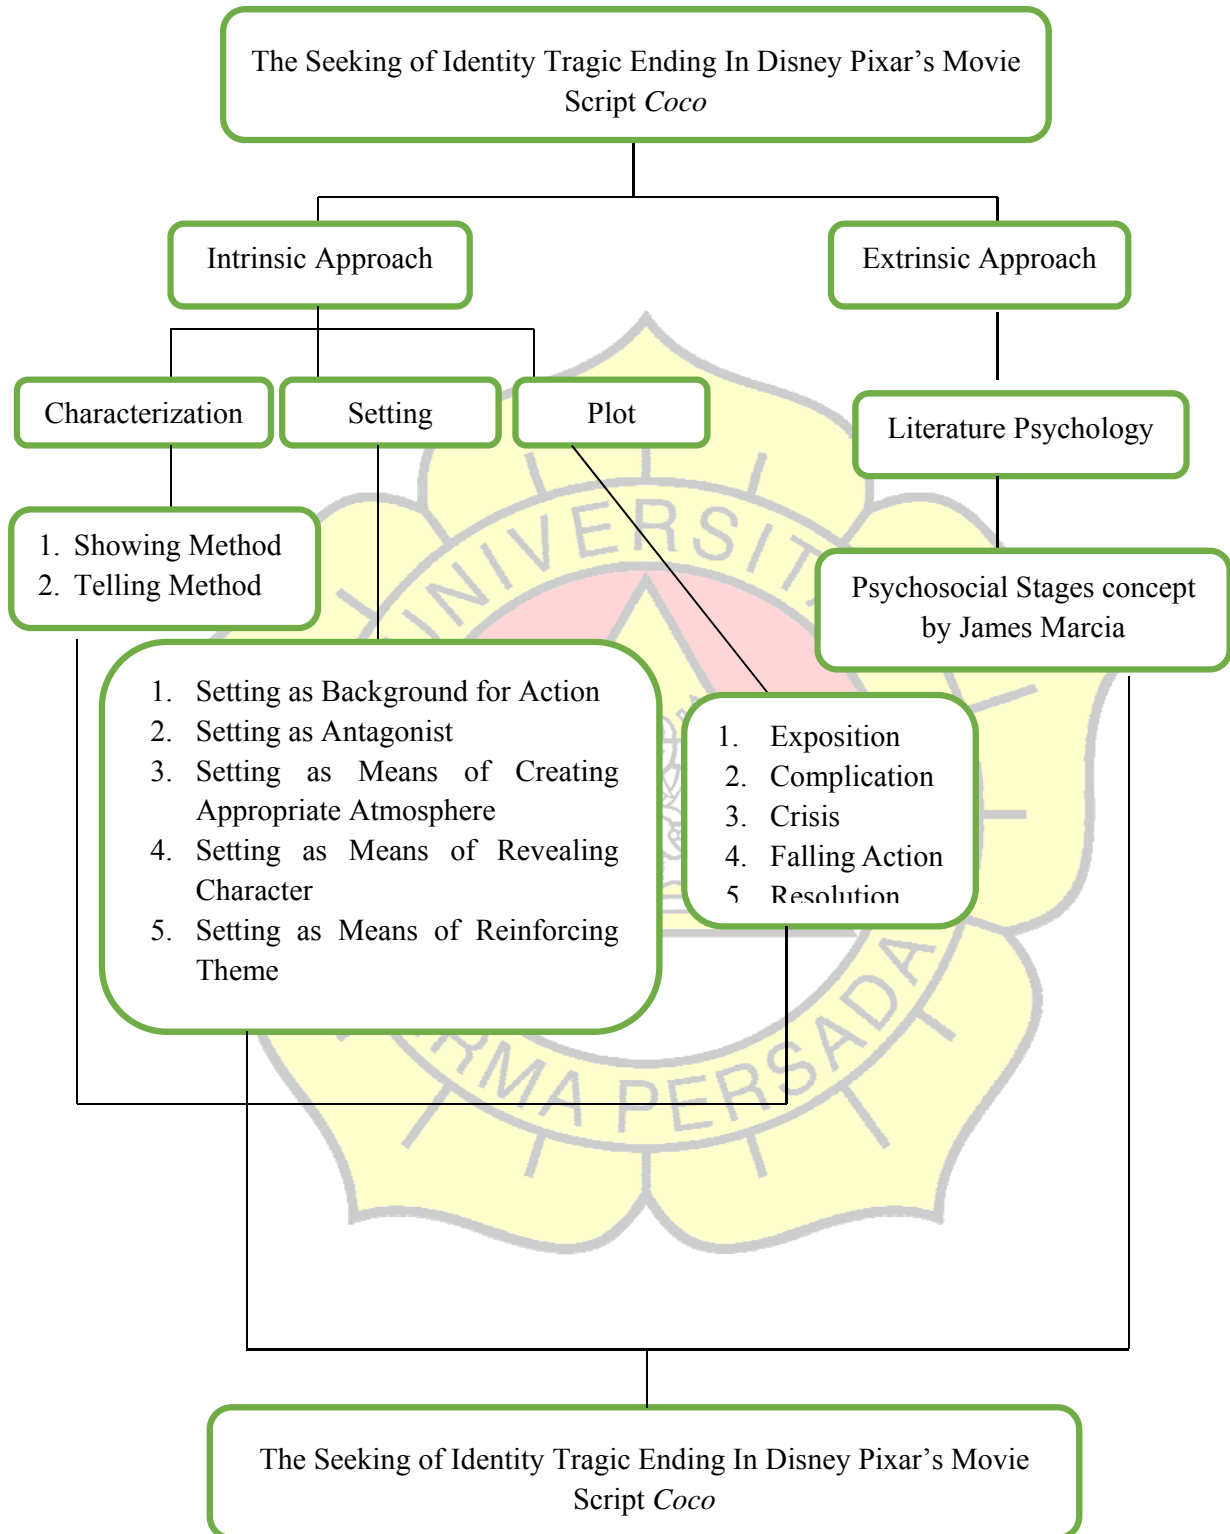 The Seeking of Identity Tragic Ending In Disney Pixar’s Movie
Script Coco
Intrinsic Approach
Extrinsic Approach
Characterization
Setting
Plot
Literature Psychology
1. Showing Method
2. Telling Method
Psychosocial Stages concept
by James Marcia
1. Setting as Background for Action
2. Setting as Antagonist
3. Setting as Means of Creating
Appropriate Atmosphere
4. Setting as Means of Revealing
Character
5. Setting as Means of Reinforcing
Theme
1. Exposition
2. Complication
3. Crisis
4. Falling Action
5. Resolution
UNIVERSIT
RMA PERSADA
The Seeking of Identity Tragic Ending In Disney Pixar’s Movie
Script Coco